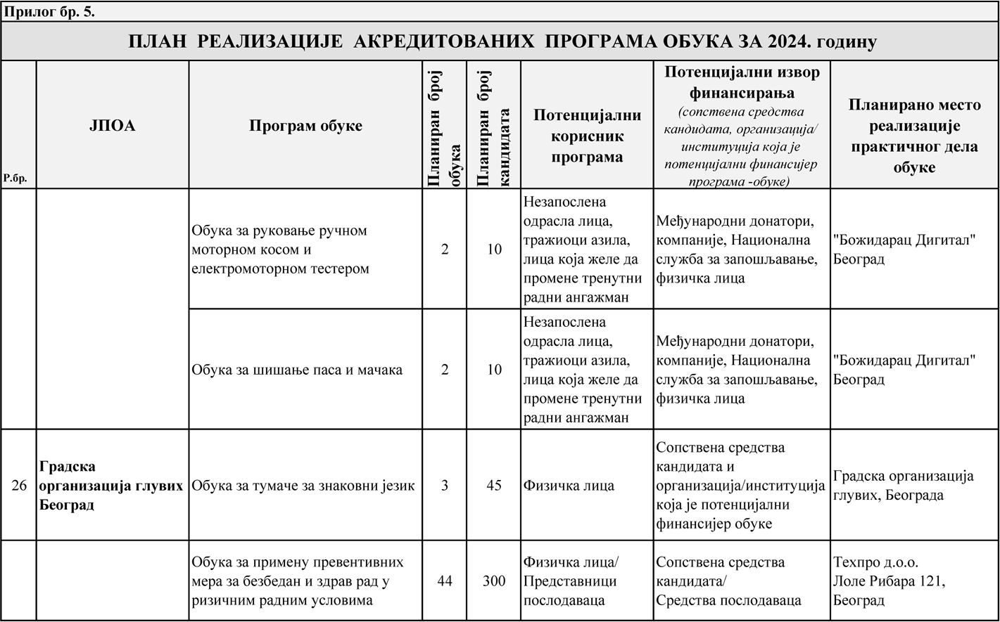 Прилог бр. 5.
ПЛАН РЕАЛИЗАЦИЈЕ АКРЕДИТОВАНИХ ПРОГРАМА ОБУКА ЗА 2024. годину
Р.бр.
ЈПОА
Програм обуке
Планиран број
обука
Планиран број
кандидата
Потенцијални
корисник
програма
Потенцијални извор
финансирања
(сопствена средства
кандидата, организација/
институција која је
потенцијални финансијер
програма -обуке)
Планирано место
реализације
практичног дела
обуке
Обука за руковање ручном
моторном косом и
електромоторном тестером
2
10
Незапослена
одрасла лица,
тражиоци азила,
лица која желе да
промене тренутни
радни ангажман
Међународни донатори,
компаније, Национална
служба за запошљавање,
физичка лица
"Божидарац Дигитал"
Београд
Обука за шишање паса и мачака
2
10
Незапослена
одрасла лица,
тражиоци азила,
лица која желе да
промене тренутни
радни ангажман
Међународни донатори,
компаније, Национална
служба за запошљавање,
физичка лица
"Божидарац Дигитал"
Београд
26
Градска
организација глувих
Београд
Обука за тумаче за знаковни језик
3
45
Физичка лица
Сопствена средства
кандидата и
организација/институција
која је потенцијални
финансијер обуке
Градска организација
глувих, Београда
Обука за примену превентивних
мера за безбедан и здрав рад у
ризичним радним условима
44
300
Физичка лица/
Представници
послодаваца
Сопствена средства
кандидата/
Средства послодаваца
Техпро д.о.о.
Лоле Рибара 121,
Београд